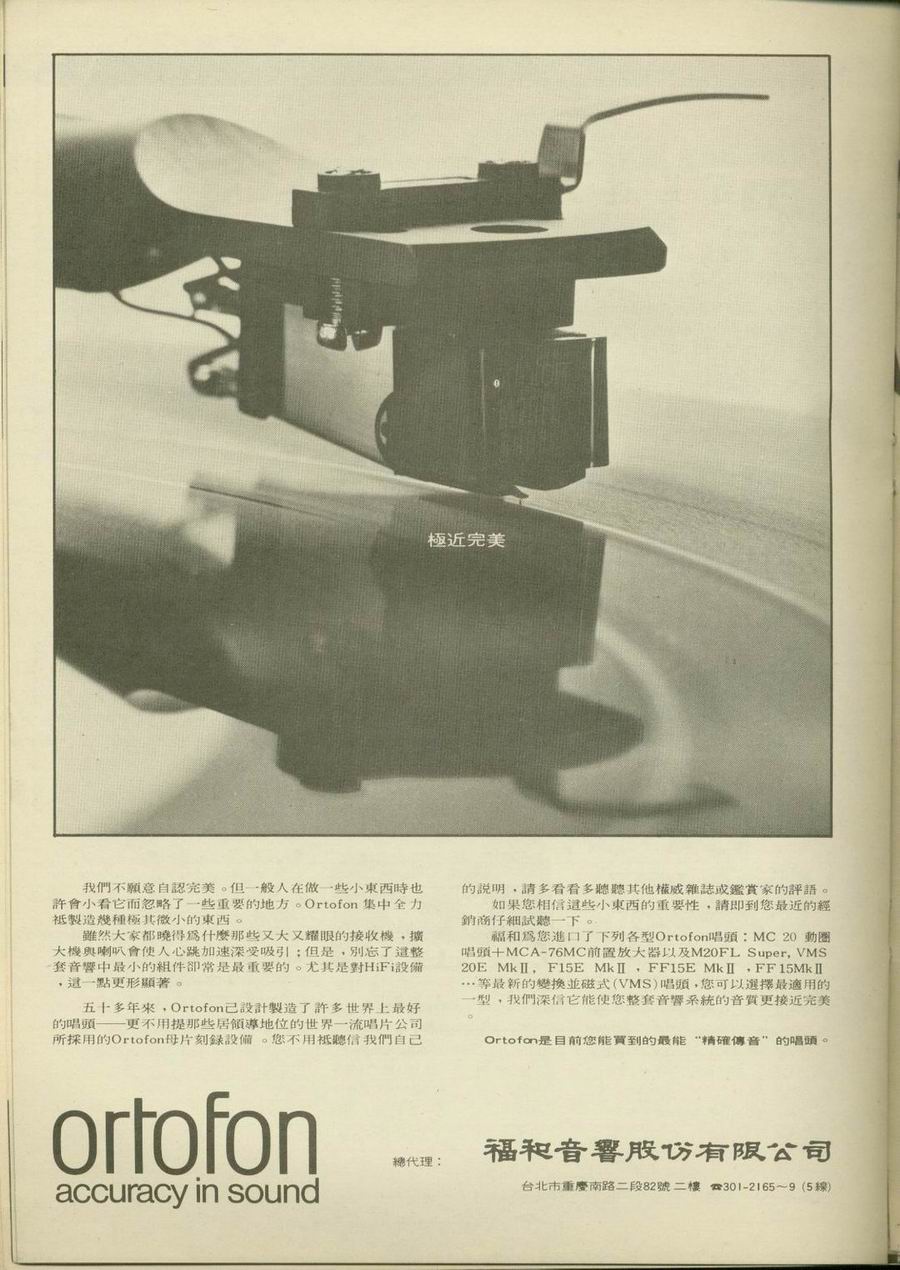 極近完美
我們不願意自認完美。但一般人在做一些小東西時也
許會小看它而忽略了一些重要的地方。Ortofon 集中全力
祗製造幾種極其微小的東西。
雖然大家都曉得爲什麼那些又大又耀眼的接收機，擴
大機與喇叭會使人心跳加速深受吸引；但是，別忘了這整
套音響中最小的組件卻常是最重要的。尤其是對HiFi設備
，這一點更形顯著。
五十多年來，Ortofon已設計製造了許多世界上最好
的唱頭——更不用提那些居領導地位的世界一流唱片公司
所採用的Ortofon母片刻録設備。您不用祗聽信我們自己
的説明，請多看看多聽聽其他權威雜誌或鑑賞家的評語。
如果您相信這些小東西的重要性，請即到您最近的經
銷商仔細試聽一下。
福和爲您進口了下列各型Ortofon唱頭：MC 20 動圈
唱頭＋MCA-76MC前置放大器以及M20FL Super, VMS
20E MkⅡ, F15E MkⅡ，FF15E MkⅡ，FF15MkⅡ
…等最新的變換並磁式(VMS)唱頭，您可以選擇最適用的
一型，我們深信它能使您整套音響系統的音質更接近完美
。
Ortofon是目前您能買到的最能“精確傳音”的唱頭。
ortofon
accuracy in sound
總代理：
福和音響股份有限公司
台北市重慶南路二段82號二樓 ☎301-2165～9 (5線)